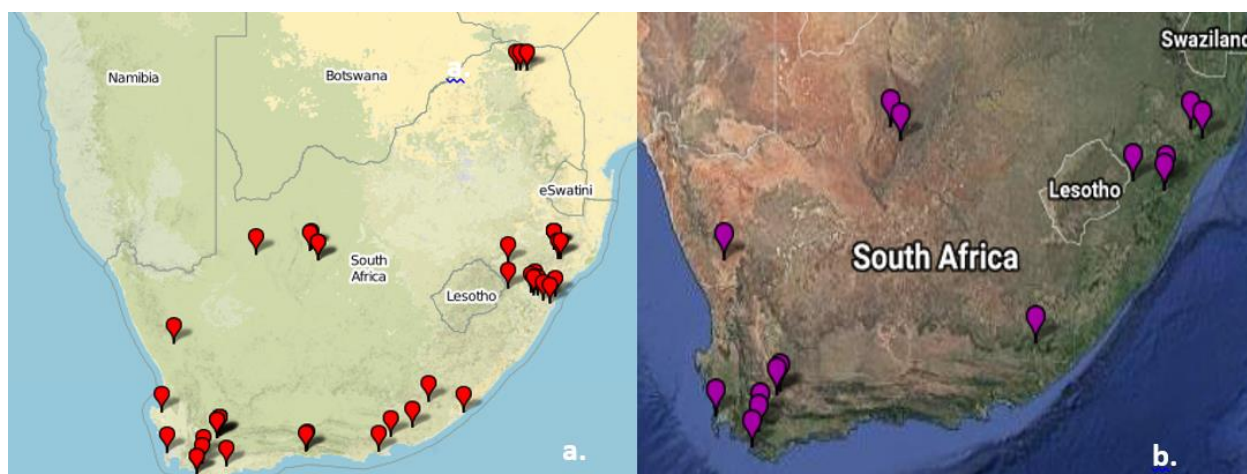 Namibia
Botswana
a.
eSwatini
South
Africa
Lesotho
a.
Swaziland
Lesotho
South Africa
b.